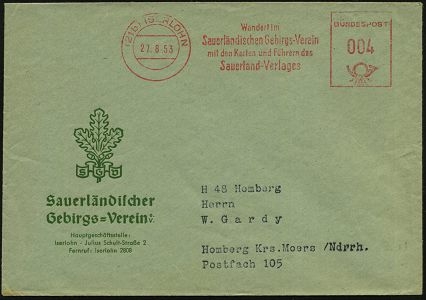 (21b) ISERLOHN
27.8.53
Wandert im
Sauerländischen Gebirgs-Verein
mit den Karten und Führern des
Sauerland-Verlages
BUNDESPOST
004
SGV
Sauerländischer
Gebirgs=Verein e.V.
Hauptgeschäftsstelle:
Iserlohn - Julius Schult-Straße 2
Fernruf: Iserlohn 2808
H 48 Homberg
Herrn
W. Gardy
Homberg Krs.Moers /Ndrrh.
Postfach 105